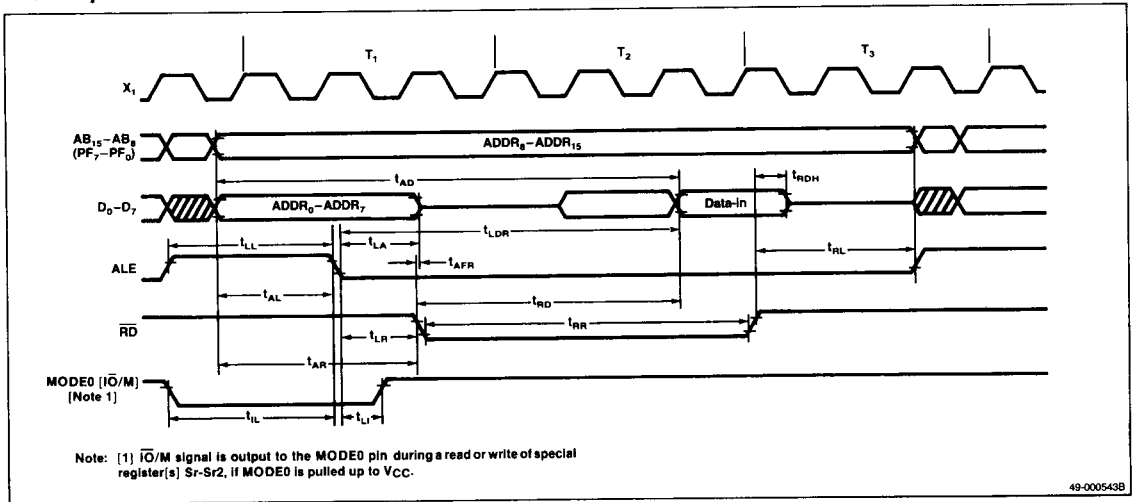 T₁ T₂ T₃
X₁
AB₁₅–AB₈
(PF₇–PF₀)
ADDR₈–ADDR₁₅
tAD
tRDH
D₀–D₇
ADDR₀–ADDR₇
Data-in
tLDR
tLL
tLA
tRL
ALE
tAFR
tAL
tRD
R̅D̅
tRR
tLR
tAR
MODE0 [I̅O̅/M]
[Note 1]
tIL
tLI
Note: [1] I̅O̅/M signal is output to the MODE0 pin during a read or write of special
register[s] Sr-Sr2, if MODE0 is pulled up to VCC.
49-000543B